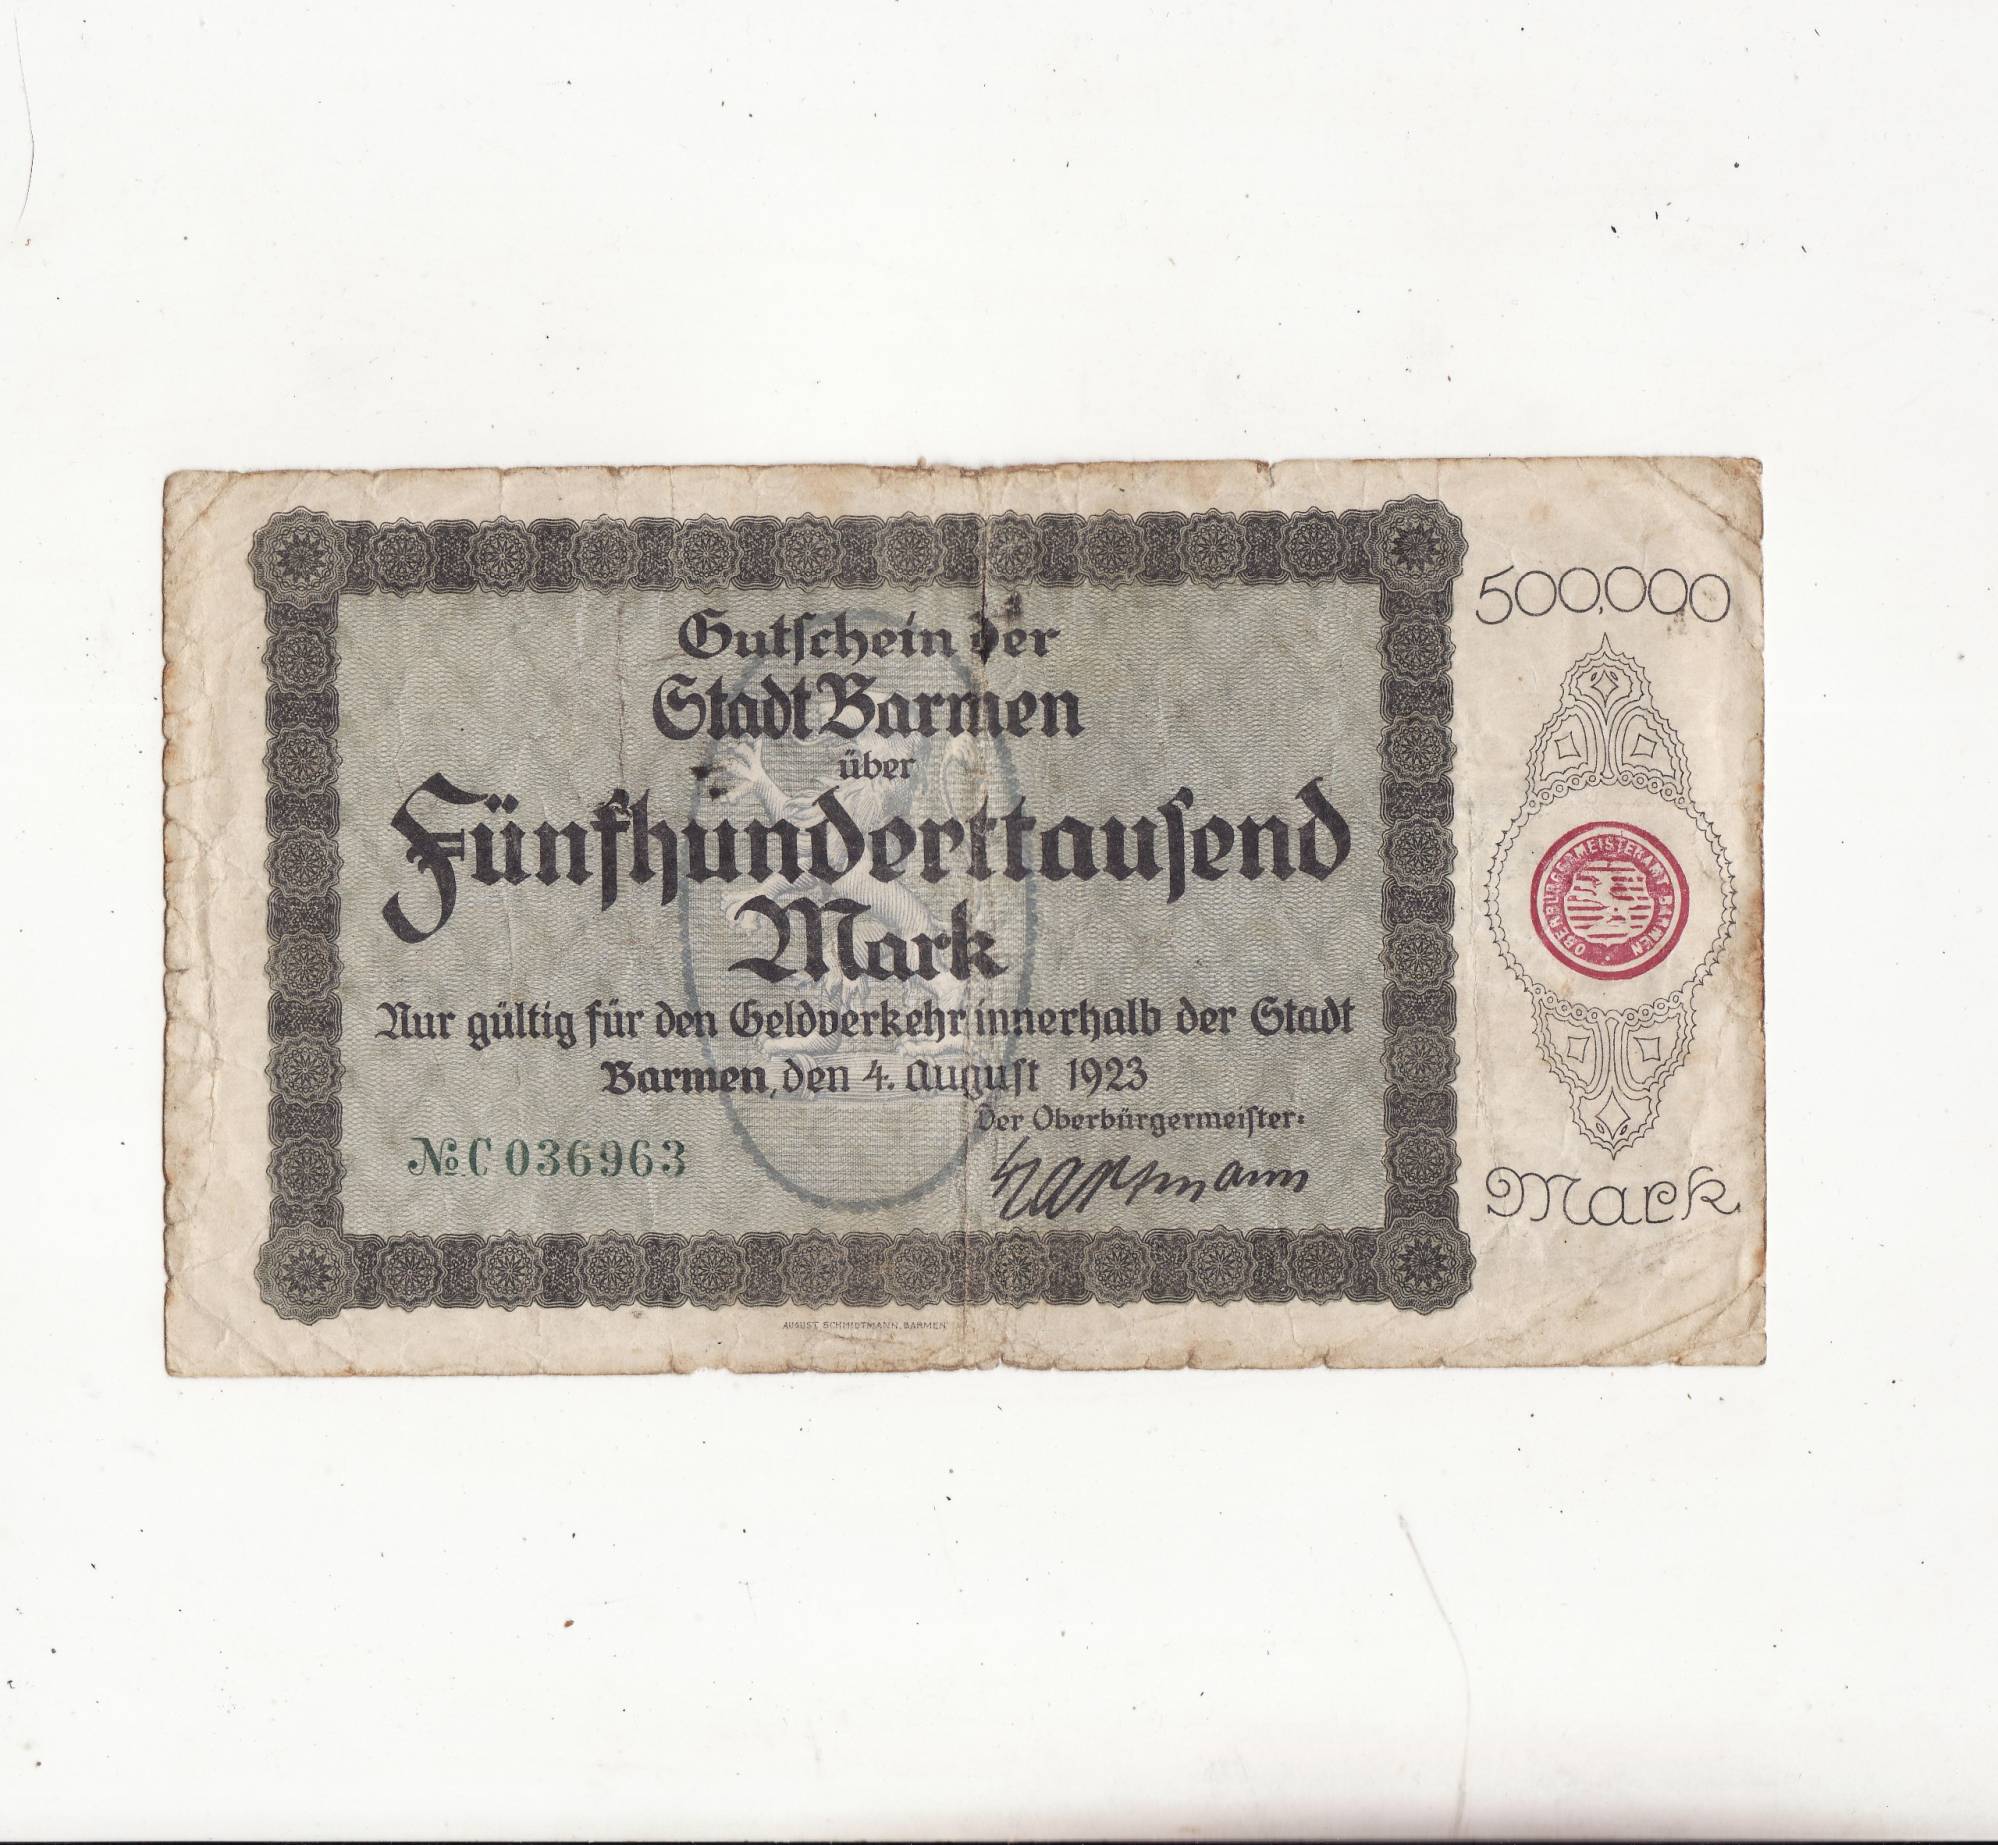 Gutschein der
Stadt Barmen
über
Fünfhunderttausend
Mark
Nur gültig für den Geldverkehr innerhalb der Stadt
Barmen, den 4. August 1923
Der Oberbürgermeister:
№ C 036963
AUGUST SCHMIDTMANN, BARMEN
500,000
OBERBÜRGERMEISTERAMT BARMEN
Mark